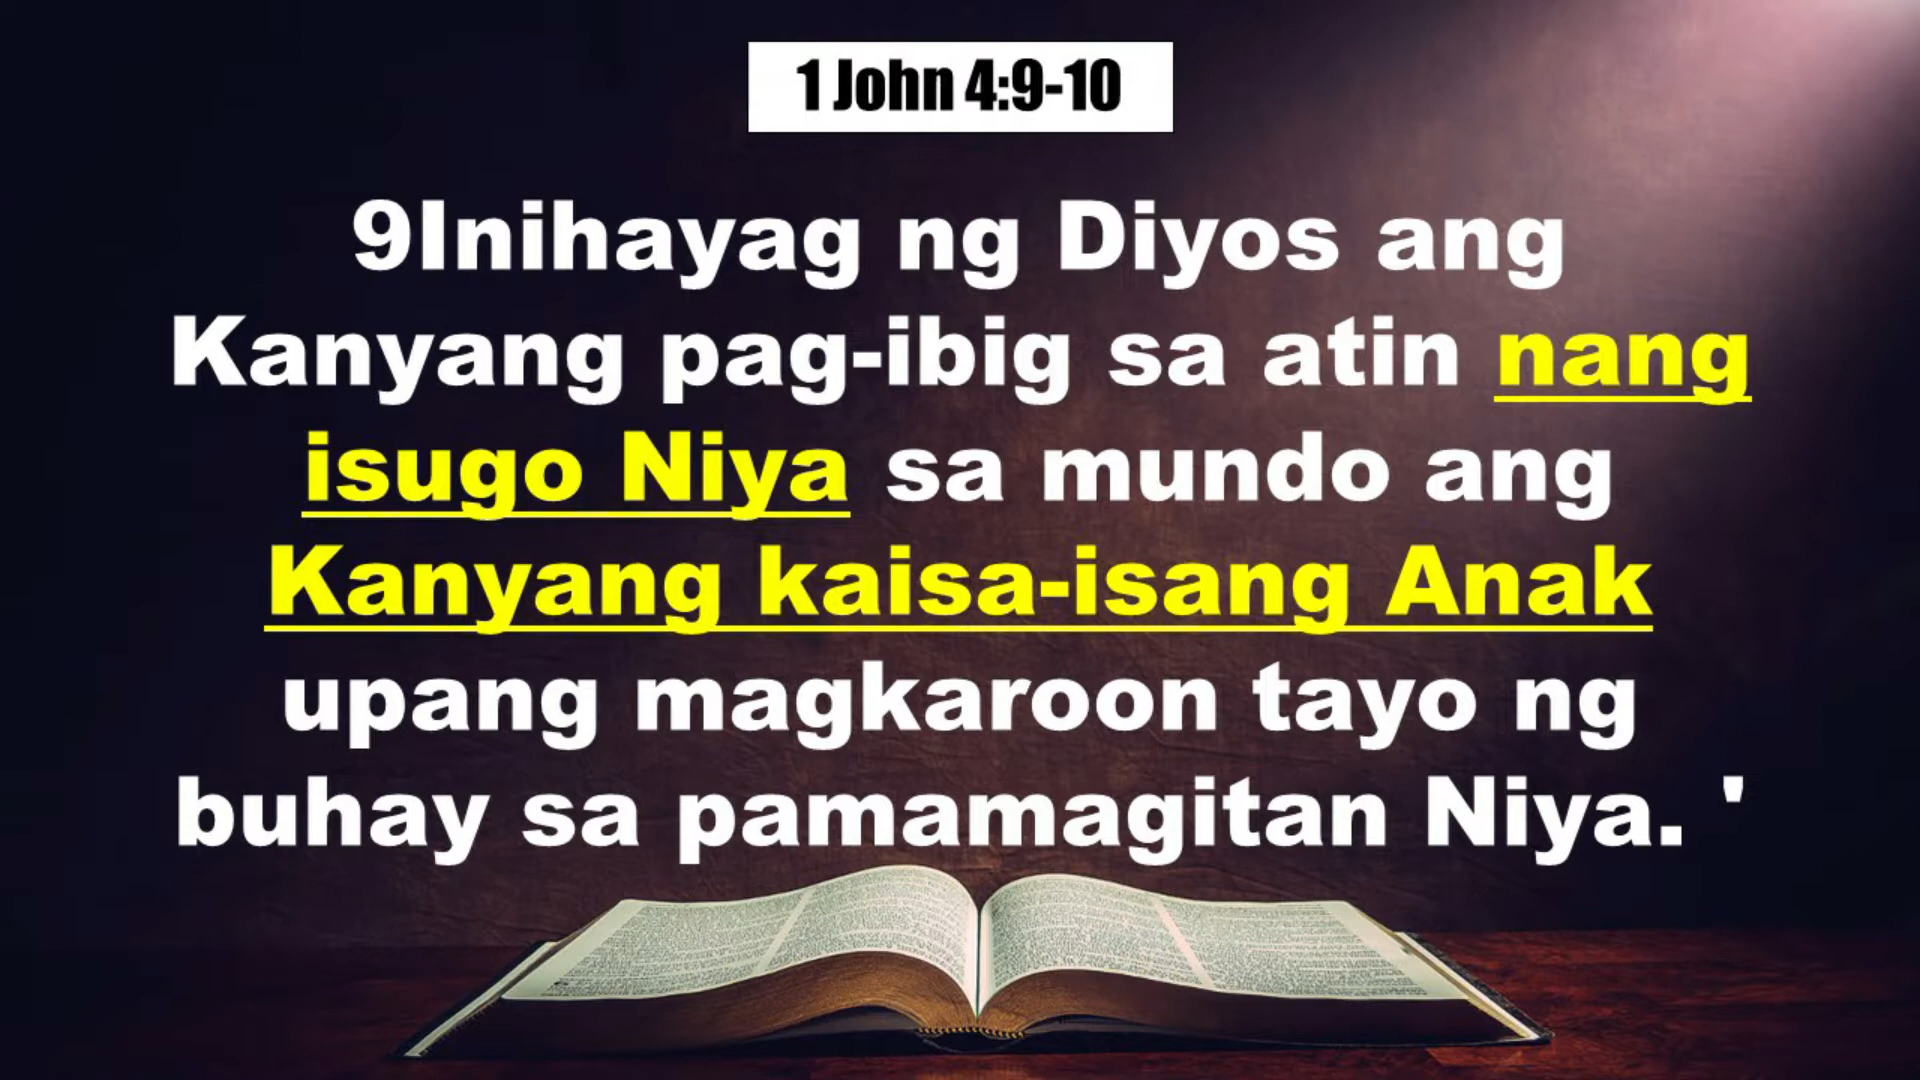 1 John 4:9-10
9Inihayag ng Diyos ang
Kanyang pag-ibig sa atin nang
isugo Niya sa mundo ang
Kanyang kaisa-isang Anak
upang magkaroon tayo ng
buhay sa pamamagitan Niya. '